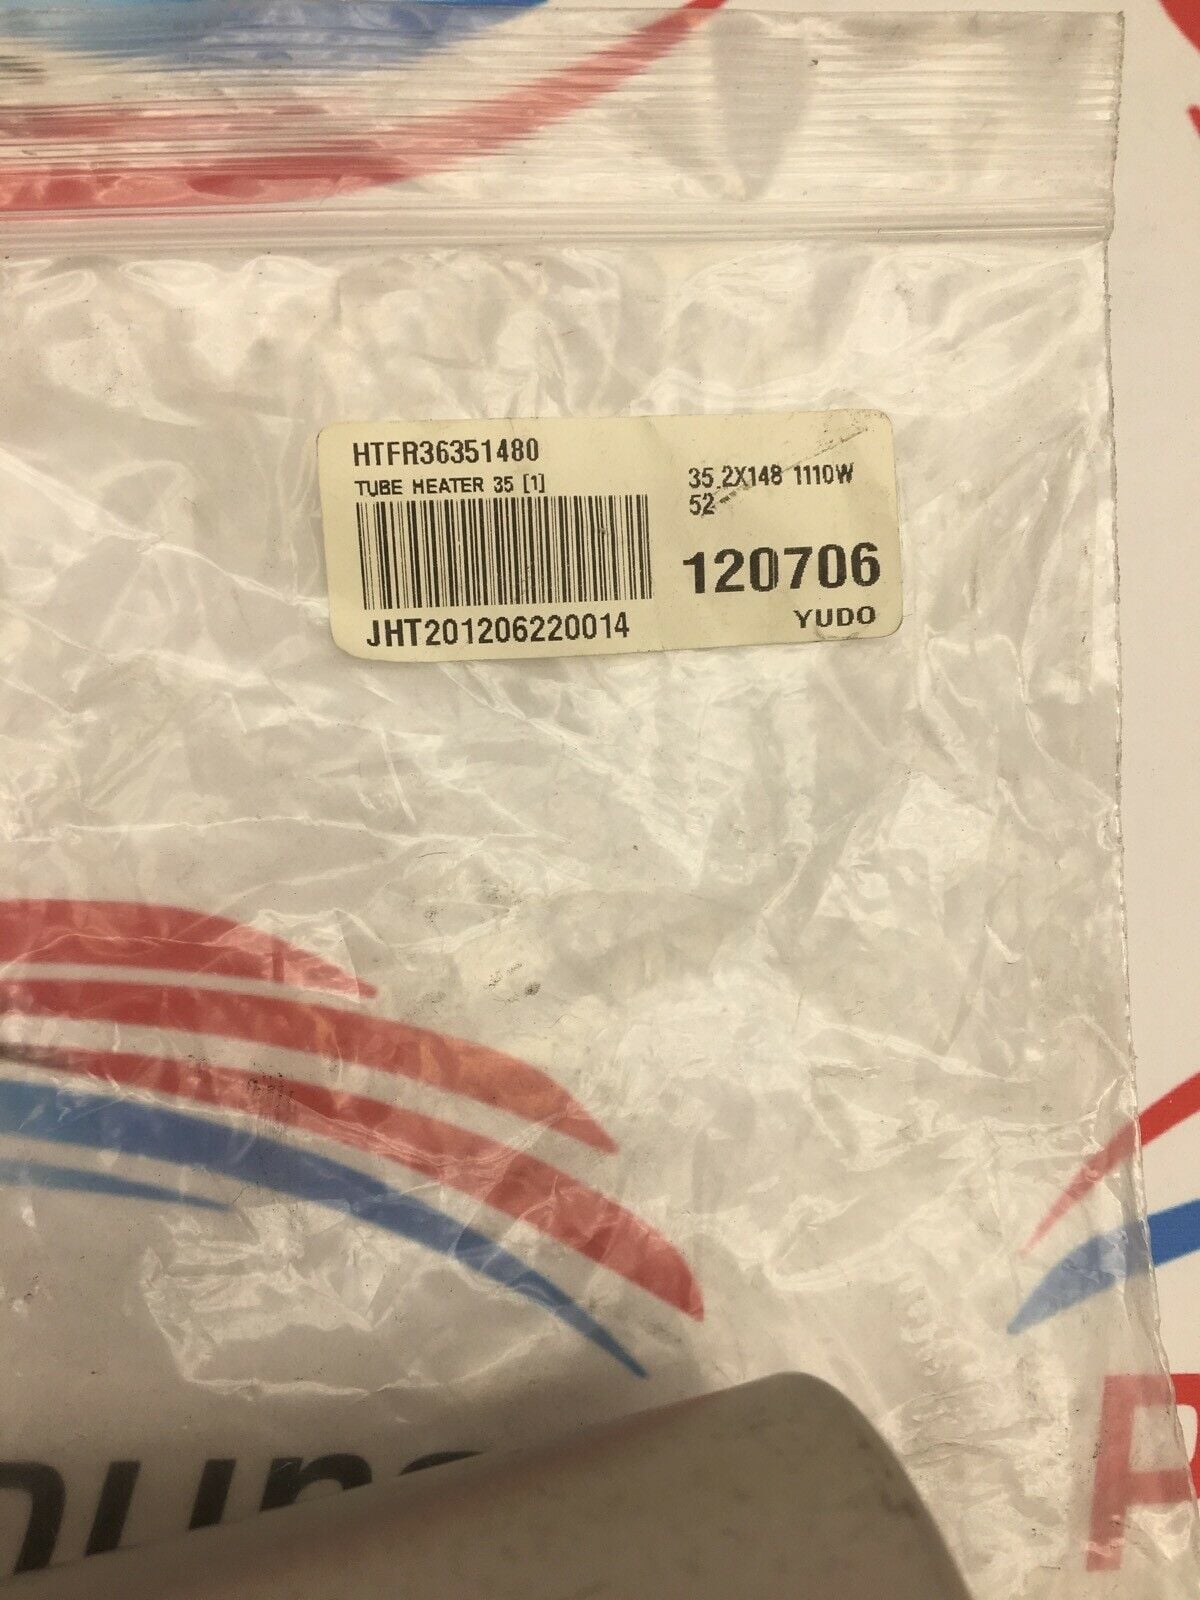 HTFR36351480
TUBE HEATER 35 [1]
35.2X148 1110W
52
120706
JHT201206220014
YUDO